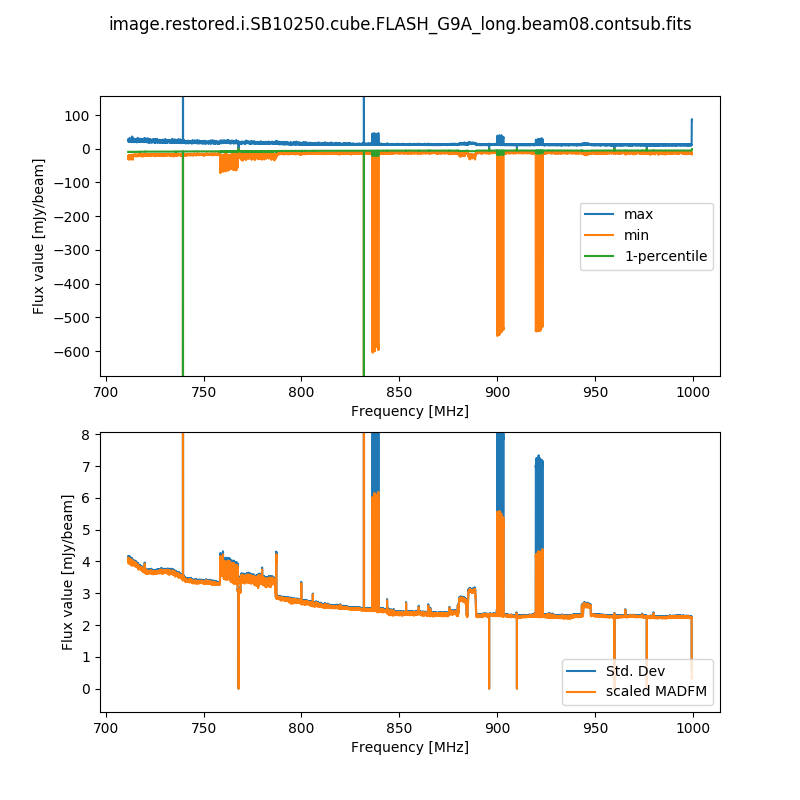 image.restored.i.SB10250.cube.FLASH_G9A_long.beam08.contsub.fits
100
0
−100
−200
−300
−400
−500
−600
Flux value [mJy/beam]
max
min
1-percentile
700 750 800 850 900 950 1000
Frequency [MHz]
8
7
6
5
4
3
2
1
0
Flux value [mJy/beam]
Std. Dev
scaled MADFM
700 750 800 850 900 950 1000
Frequency [MHz]